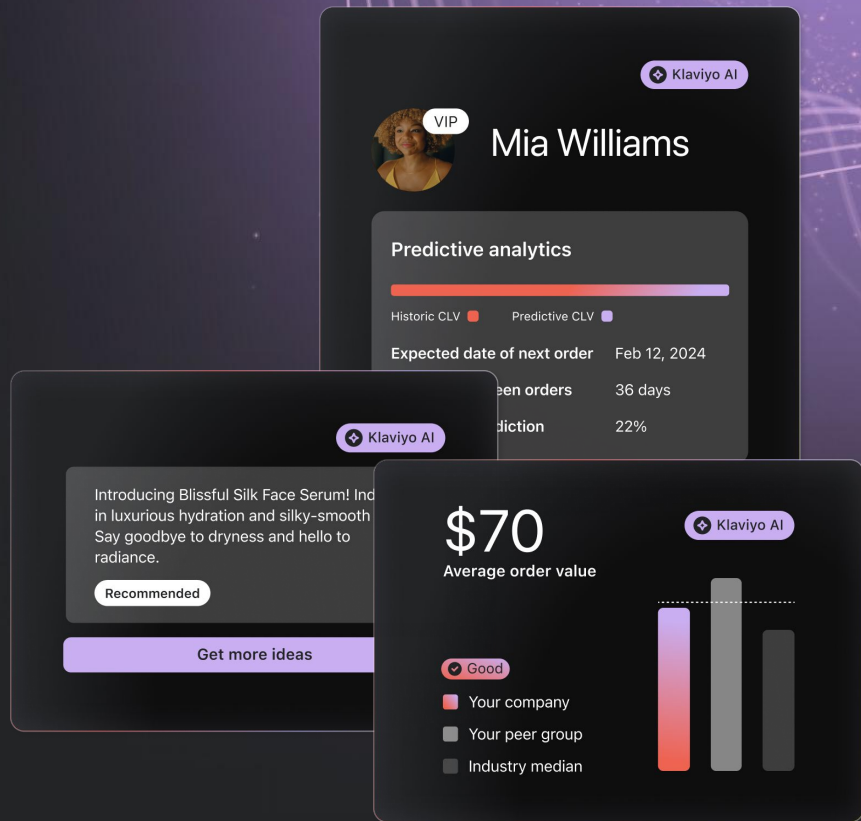 Klaviyo AI
VIP
Mia Williams
Predictive analytics
Historic CLV
Predictive CLV
Expected date of next order Feb 12, 2024
orders 36 days
22%
Klaviyo AI
Introducing Blissful Silk Face Serum!
in luxurious hydration and silky-smooth
Say goodbye to dryness and hello to
radiance.
Recommended
Get more ideas
$70
Klaviyo AI
Average order value
Good
Your company
Your peer group
Industry median